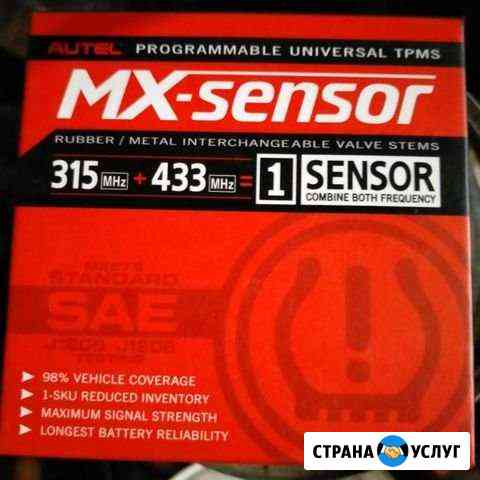 AUTEL PROGRAMMABLE UNIVERSAL TPMS
MX-sensor
RUBBER / METAL INTERCHANGEABLE VALVE STEMS
315 MHz + 433 MHz = 1 SENSOR
COMBINE BOTH FREQUENCY
MEETS
STANDARD
SAE
98% VEHICLE COVERAGE
1-SKU REDUCED INVENTORY
MAXIMUM SIGNAL STRENGTH
LONGEST BATTERY RELIABILITY
СТРАНА УСЛУГ